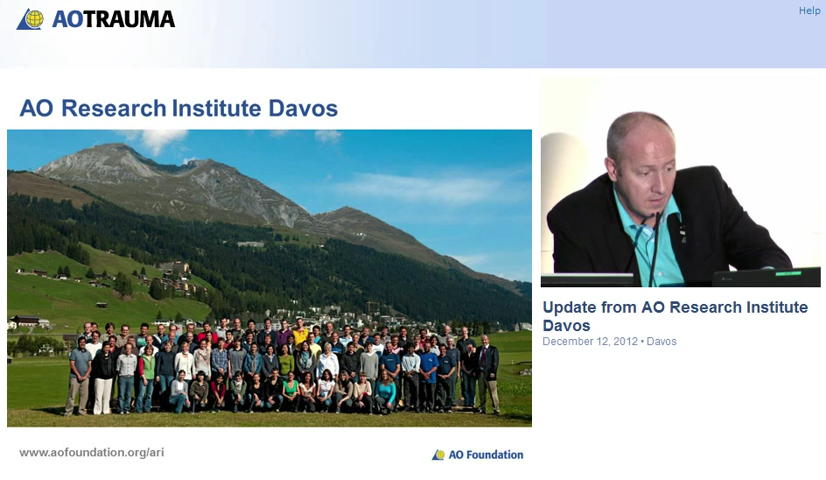 AOTRAUMA
Help
AO Research Institute Davos
Update from AO Research Institute
Davos
December 12, 2012 • Davos
www.aofoundation.org/ari
AO Foundation